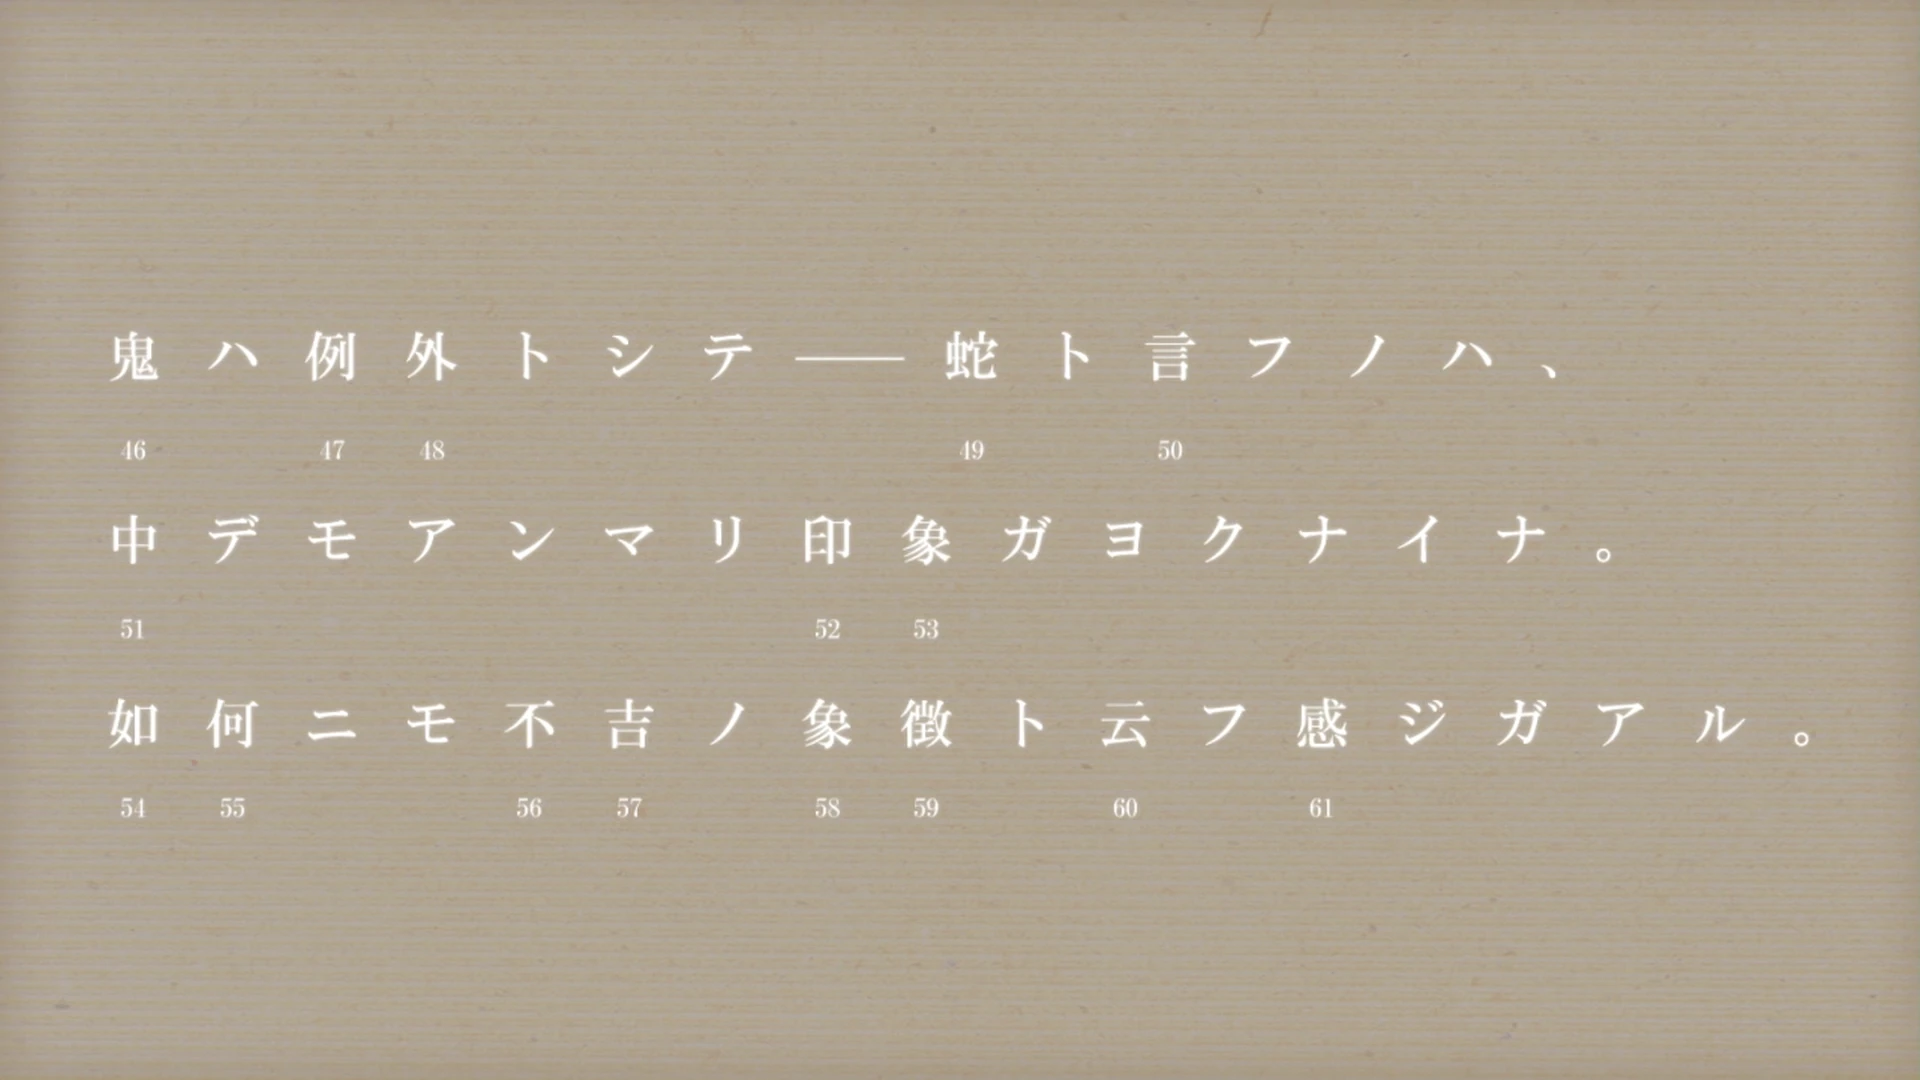 鬼ハ例外トシテ――蛇ト言フノハ、
46 47 48 49 50
中デモアンマリ印象ガヨクナイナ。
51 52 53
如何ニモ不吉ノ象徴ト云フ感ジガアル。
54 55 56 57 58 59 60 61